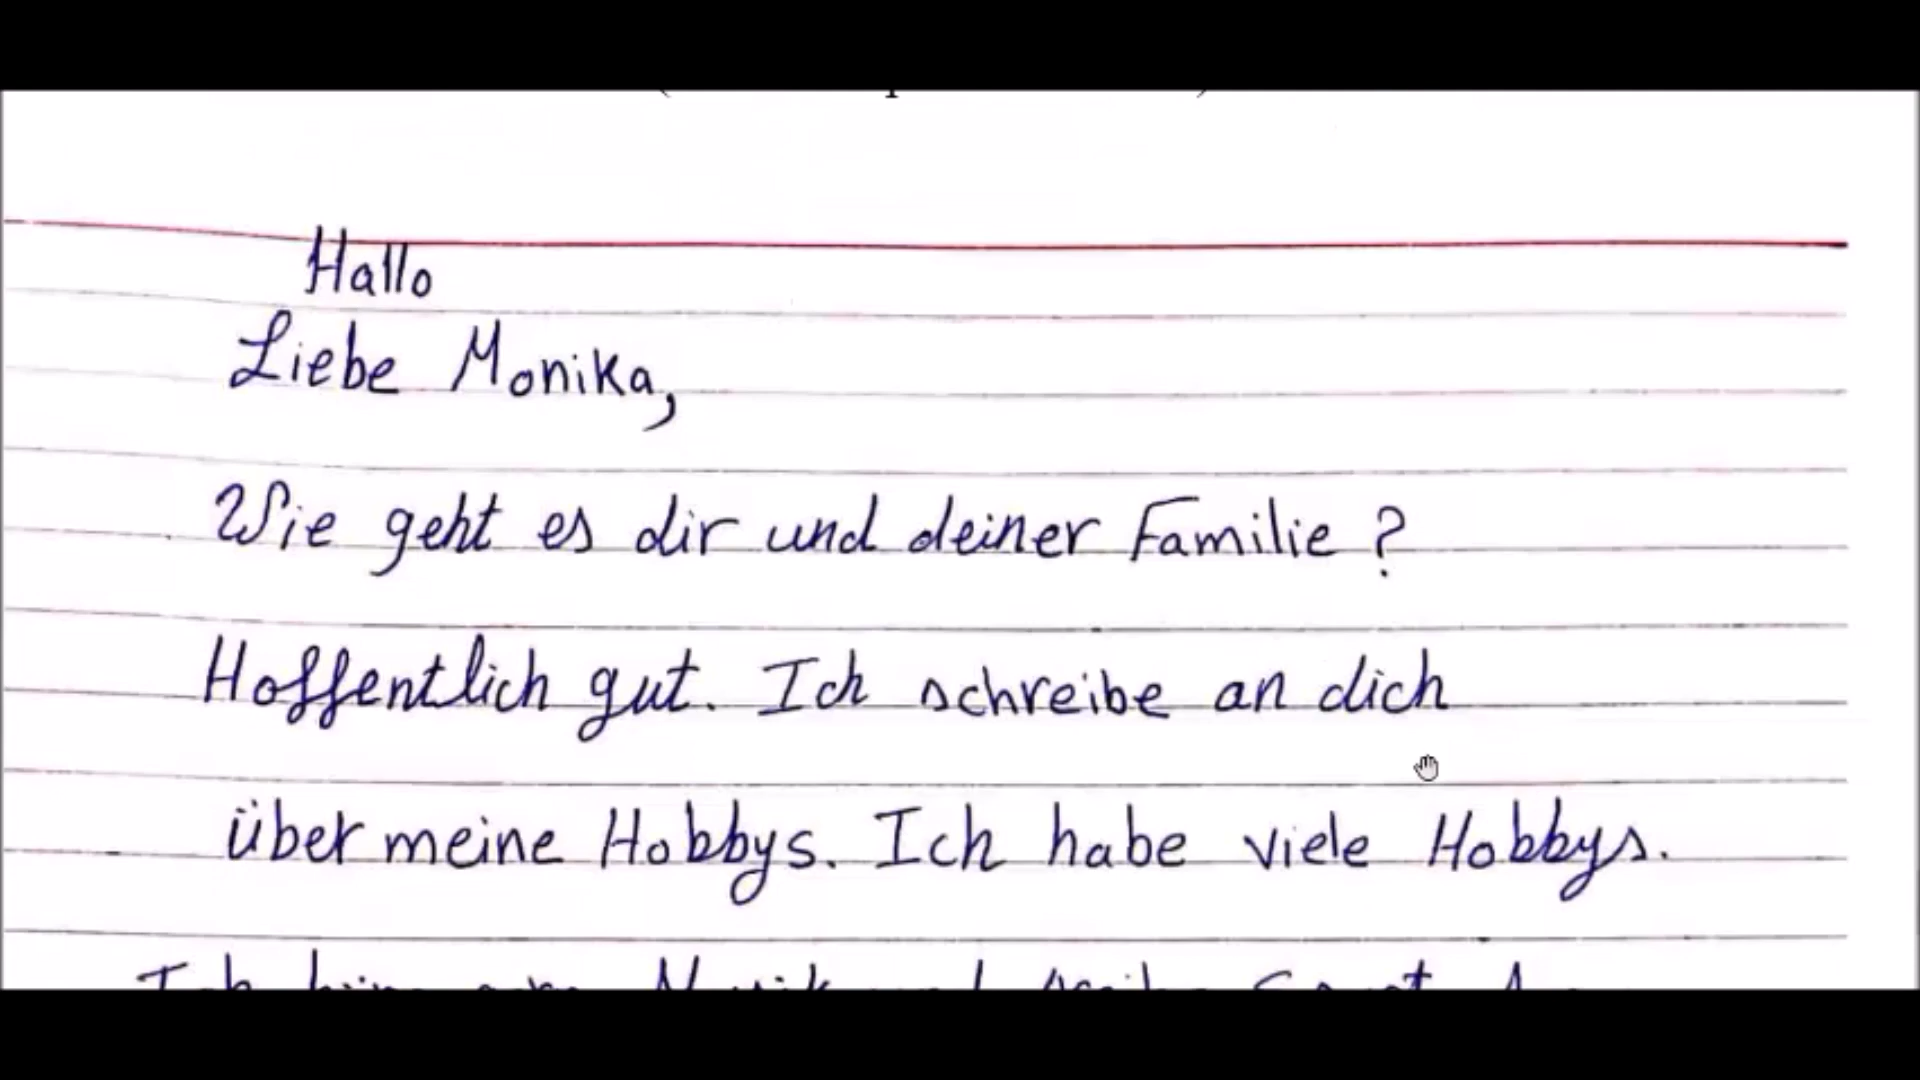 Hallo
Liebe Monika,
Wie geht es dir und deiner Familie ?
Hoffentlich gut. Ich schreibe an dich
über meine Hobbys. Ich habe viele Hobbys.